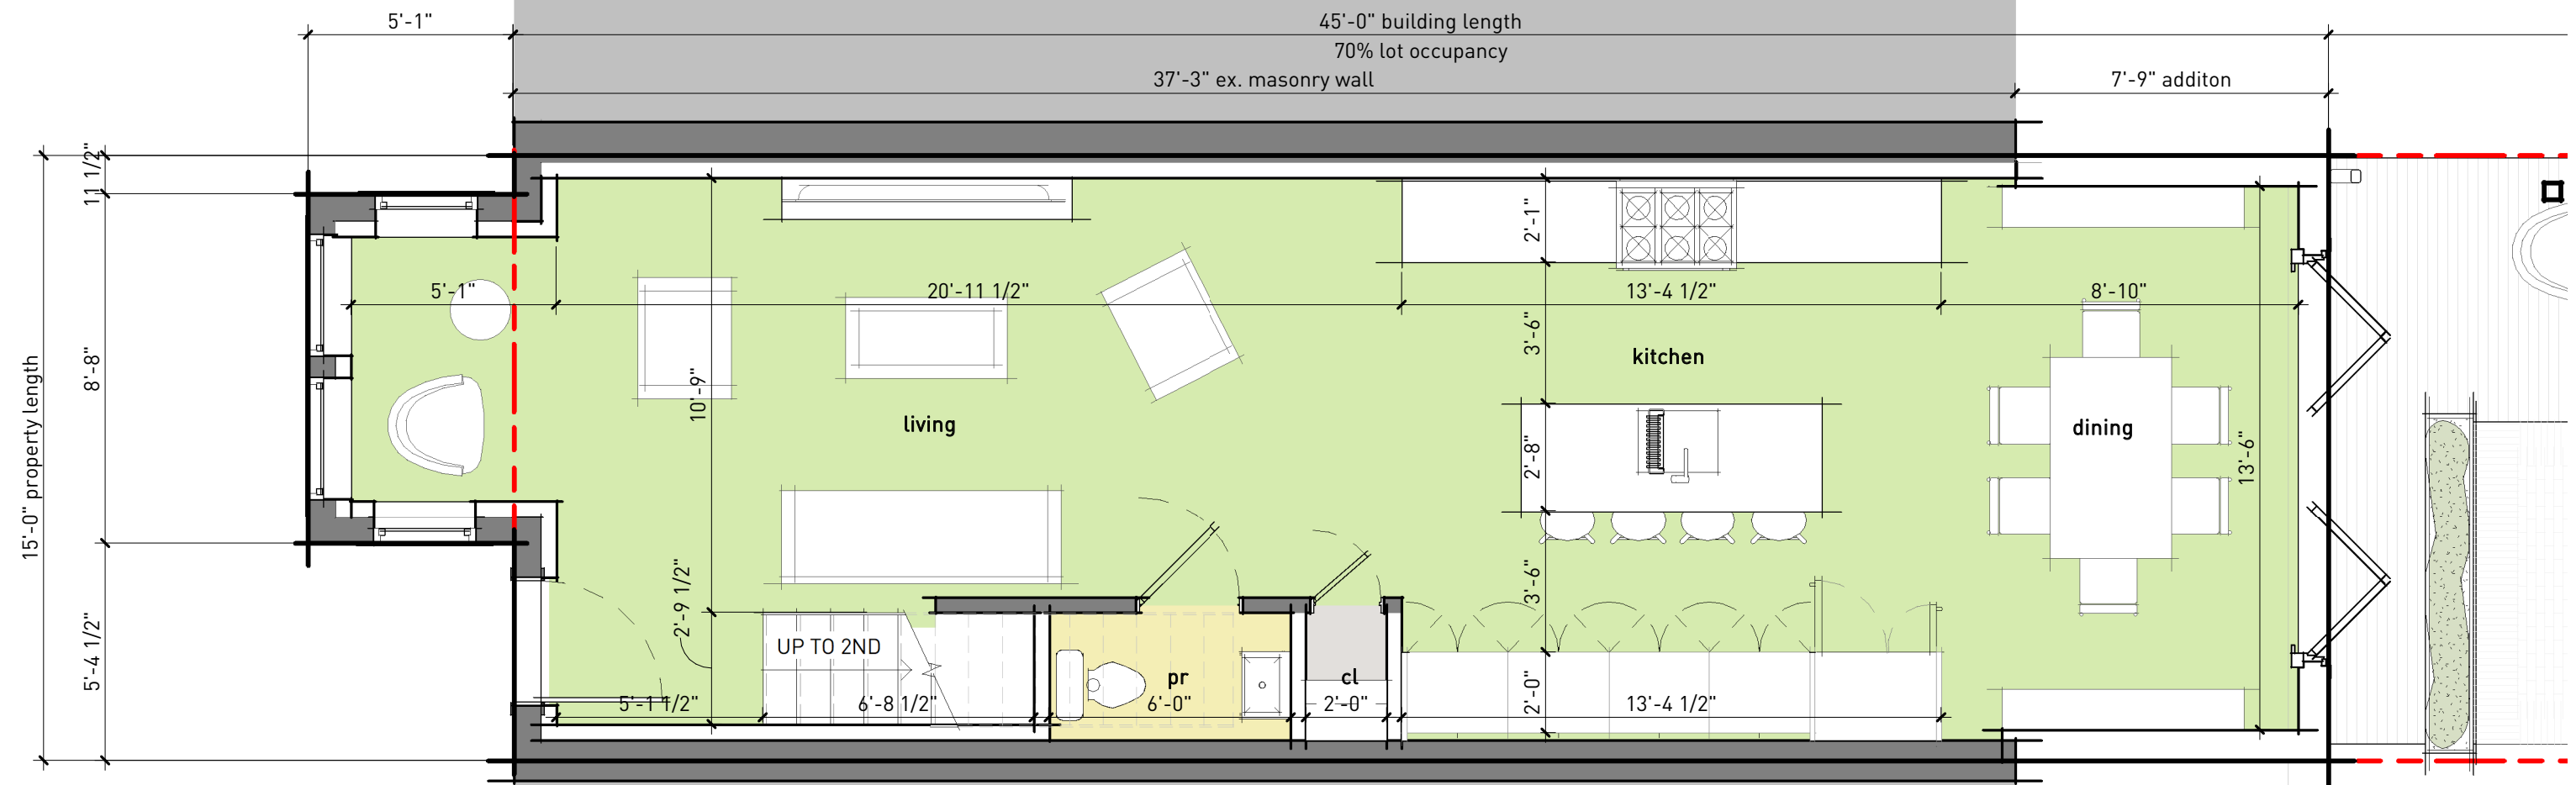 5'-1"
45'-0" building length
70% lot occupancy
37'-3" ex. masonry wall
7'-9" additon
11 1/2"
8'-8"
5'-4 1/2"
15'-0" property length
5'-1"
20'-11 1/2"
13'-4 1/2"
8'-10"
10'-9"
2'-9 1/2"
living
2'-1"
3'-6"
2'-8"
3'-6"
2'-0"
kitchen
dining
13'-6"
UP TO 2ND
pr
cl
5'-1 1/2"
6'-8 1/2"
6'-0"
2'-0"
13'-4 1/2"